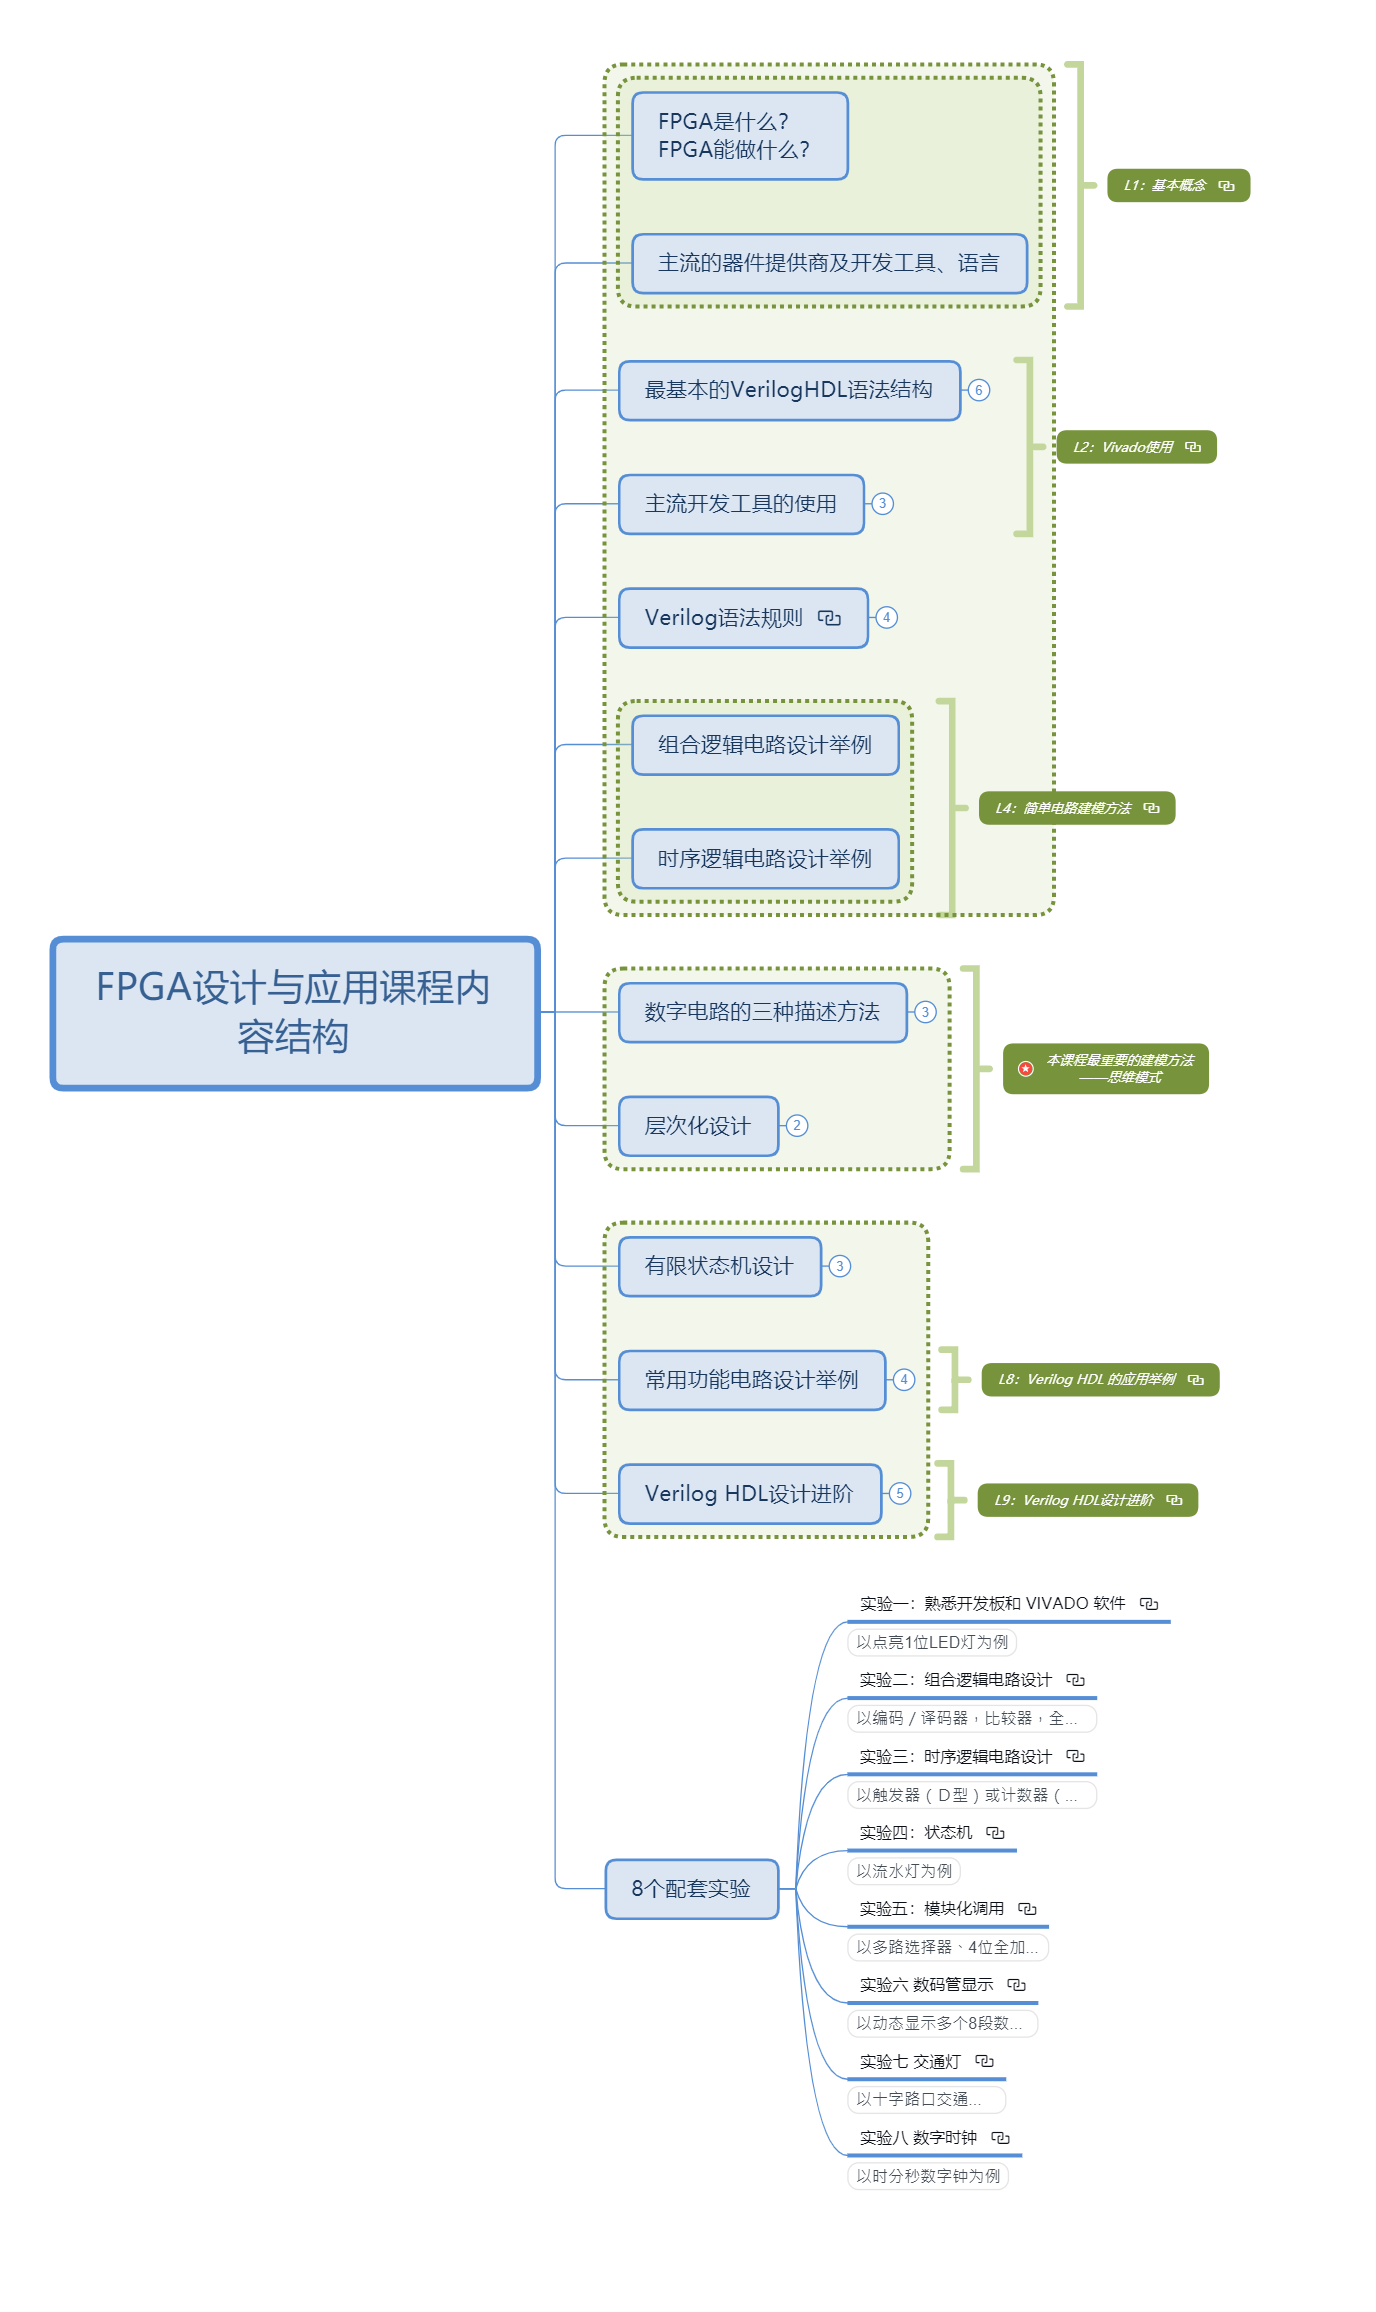 FPGA是什么?
FPGA能做什么?
L1：基本概念
主流的器件提供商及开发工具、语言
最基本的VerilogHDL语法结构
6
L2：Vivado使用
主流开发工具的使用
3
Verilog语法规则
4
组合逻辑电路设计举例
L4：简单电路建模方法
时序逻辑电路设计举例
FPGA设计与应用课程内
容结构
数字电路的三种描述方法
3
本课程最重要的建模方法
——思维模式
层次化设计
2
有限状态机设计
3
常用功能电路设计举例
4
L8：Verilog HDL 的应用举例
Verilog HDL设计进阶
5
L9：Verilog HDL设计进阶
8个配套实验
实验一：熟悉开发板和 VIVADO 软件
以点亮1位LED灯为例
实验二：组合逻辑电路设计
以编码／译码器，比较器，全...
实验三：时序逻辑电路设计
以触发器（D型）或计数器（...
实验四：状态机
以流水灯为例
实验五：模块化调用
以多路选择器、4位全加...
实验六 数码管显示
以动态显示多个8段数...
实验七 交通灯
以十字路口交通...
实验八 数字时钟
以时分秒数字钟为例